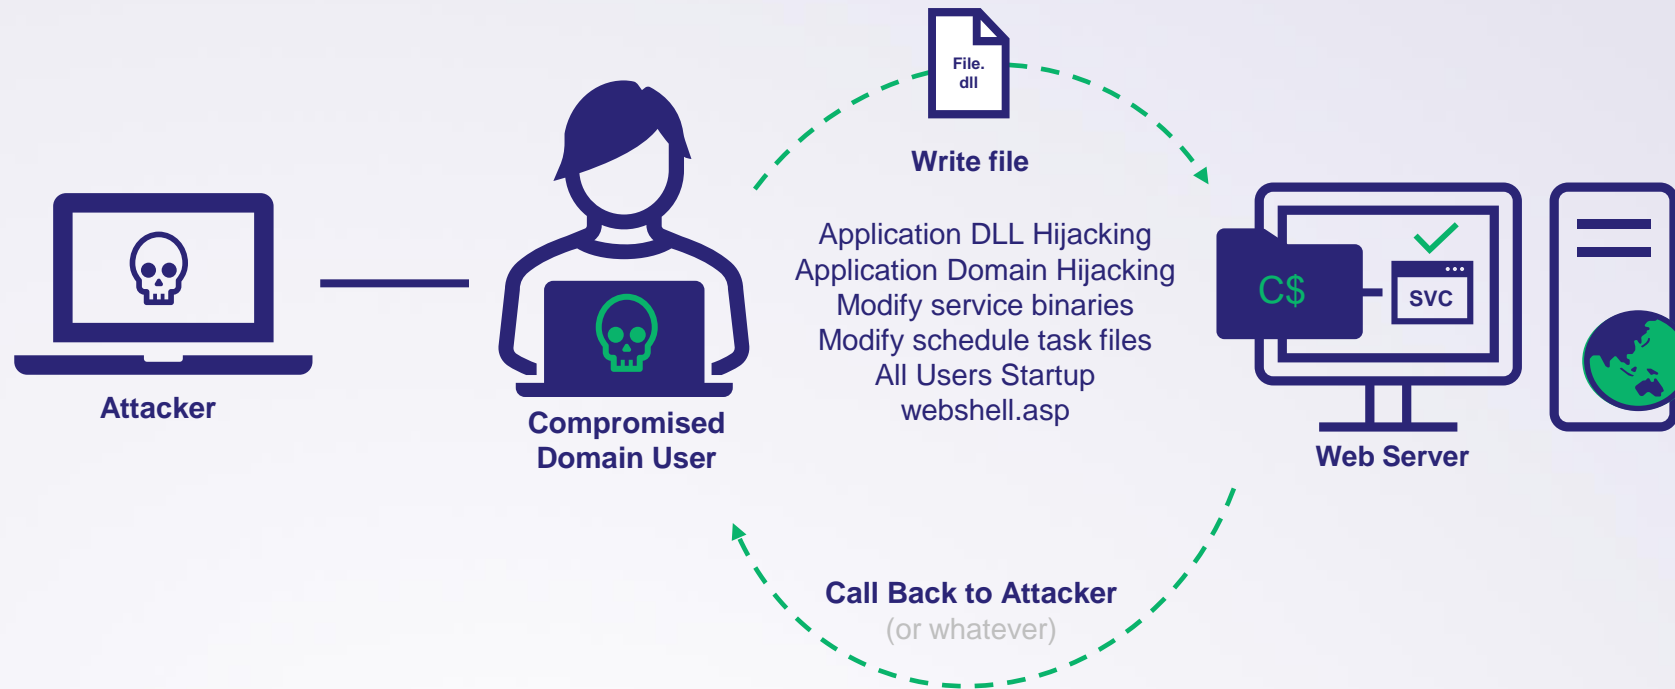 File.
dll
Write file
Application DLL Hijacking
Application Domain Hijacking
Modify service binaries
Modify schedule task files
All Users Startup
webshell.asp
C$
SVC
Attacker
Compromised
Domain User
Web Server
Call Back to Attacker
(or whatever)